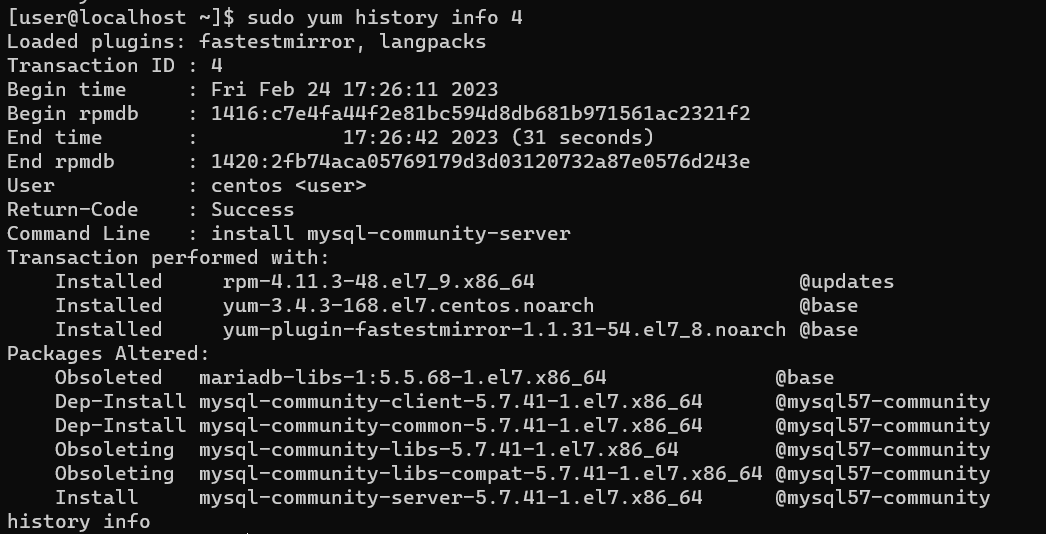 [user@localhost ~]$ sudo yum history info 4
Loaded plugins: fastestmirror, langpacks
Transaction ID : 4
Begin time     : Fri Feb 24 17:26:11 2023
Begin rpmdb    : 1416:c7e4fa44f2e81bc594d8db681b971561ac2321f2
End time       :            17:26:42 2023 (31 seconds)
End rpmdb      : 1420:2fb74aca05769179d3d03120732a87e0576d243e
User           : centos <user>
Return-Code    : Success
Command Line   : install mysql-community-server
Transaction performed with:
    Installed     rpm-4.11.3-48.el7_9.x86_64                      @updates
    Installed     yum-3.4.3-168.el7.centos.noarch                 @base
    Installed     yum-plugin-fastestmirror-1.1.31-54.el7_8.noarch @base
Packages Altered:
    Obsoleted   mariadb-libs-1:5.5.68-1.el7.x86_64              @base
    Dep-Install mysql-community-client-5.7.41-1.el7.x86_64      @mysql57-community
    Dep-Install mysql-community-common-5.7.41-1.el7.x86_64      @mysql57-community
    Obsoleting  mysql-community-libs-5.7.41-1.el7.x86_64        @mysql57-community
    Obsoleting  mysql-community-libs-compat-5.7.41-1.el7.x86_64 @mysql57-community
    Install     mysql-community-server-5.7.41-1.el7.x86_64      @mysql57-community
history info